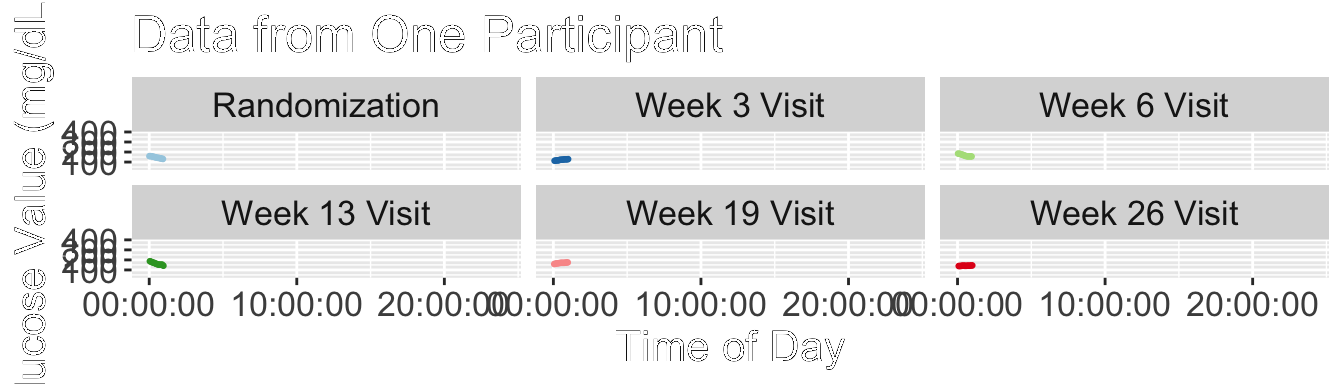 Data from One Participant
lucose Value (mg/dL
Randomization
Week 3 Visit
Week 6 Visit
400
100
Week 13 Visit
Week 19 Visit
Week 26 Visit
400
100
00:00:00 10:00:00 20:00:00 00:00:00 10:00:00 20:00:00 00:00:00 10:00:00 20:00:00
Time of Day